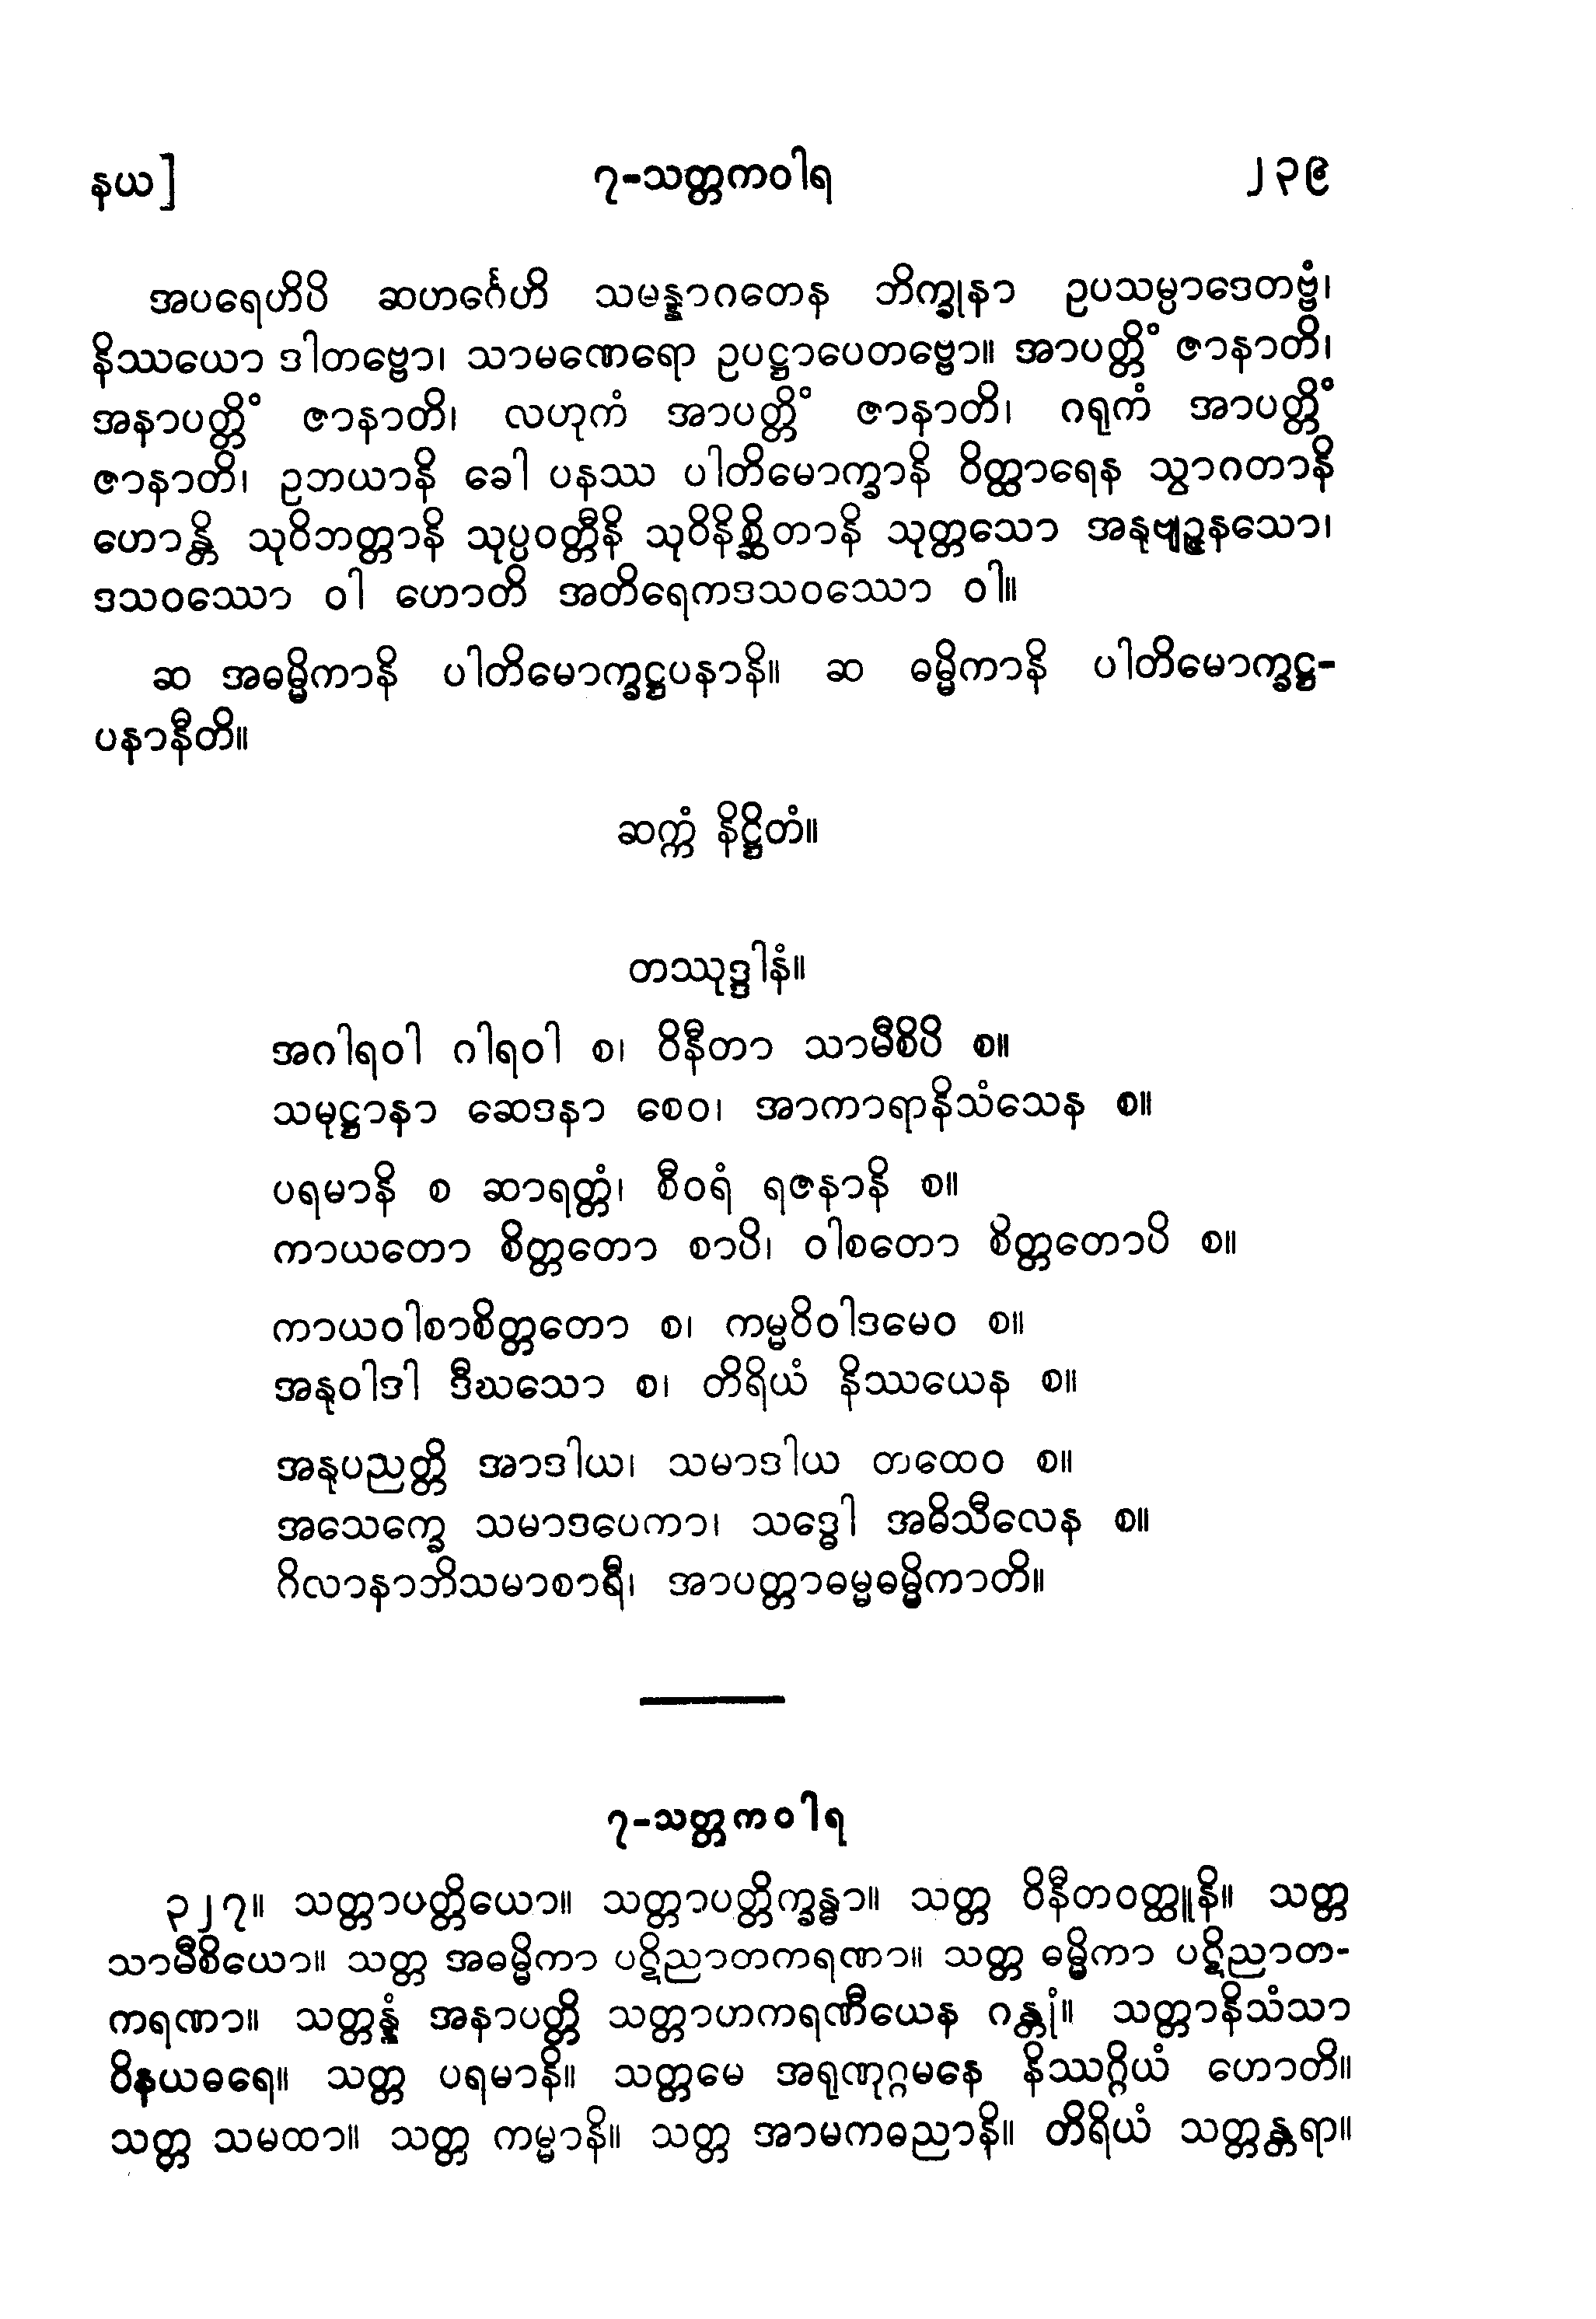 နယ]	၇-သတ္တကဝါရ	၂၃၉
အပရေဟိပိ ဆဟင်္ဂေဟိ သမန္နာဂတေန ဘိက္ခုနာ ဥပသမ္ပာဒေတဗ္ဗံ၊
နိဿယော ဒါတဗ္ဗော၊ သာမဏေရော ဥပဋ္ဌာပေတဗ္ဗော။ အာပတ္တိံ ဇာနာတိ၊
အနာပတ္တိံ ဇာနာတိ၊ လဟုကံ အာပတ္တိံ ဇာနာတိ၊ ဂရုကံ အာပတ္တိံ
ဇာနာတိ၊ ဥဘယာနိ ခေါ ပနဿ ပါတိမောက္ခာနိ ဝိတ္ထာရေန သွာဂတာနိ
ဟောန္တိ သုဝိဘတ္တာနိ သုပ္ပဝတ္တီနိ သုဝိနိစ္ဆိတာနိ သုတ္တသော အနုဗျဉ္ဇနသော၊
ဒသဝဿော ဝါ ဟောတိ အတိရေကဒသဝဿော ဝါ။
ဆ အဓမ္မိကာနိ ပါတိမောက္ခဋ္ဌပနာနိ။ ဆ ဓမ္မိကာနိ ပါတိမောက္ခဋ္ဌ-
ပနာနီတိ။
ဆက္ကံ နိဋ္ဌိတံ။
တဿုဒ္ဒါနံ။
အဂါရဝါ ဂါရဝါ စ၊ ဝိနီတာ သာမီစိပိ စ။
သမုဋ္ဌာနာ ဆေဒနာ စေဝ၊ အာကာရာနိသံသေန စ။
ပရမာနိ စ ဆာရတ္တံ၊ စီဝရံ ရဇနာနိ စ။
ကာယတော စိတ္တတော စာပိ၊ ဝါစတော စိတ္တတောပိ စ။
ကာယဝါစာစိတ္တတော စ၊ ကမ္မဝိဝါဒမေဝ စ။
အနုဝါဒါ ဒီဃသော စ၊ တိရိယံ နိဿယေန စ။
အနုပညတ္တိ အာဒါယ၊ သမာဒါယ တထေဝ စ။
အသေက္ခေ သမာဒပေကာ၊ သဒ္ဓေါ အဓိသီလေန စ။
ဂိလာနာဘိသမာစာရီ၊ အာပတ္တာဓမ္မဓမ္မိကာတိ။
၇-သတ္တကဝါရ
၃၂၇။ သတ္တာပတ္တိယော။ သတ္တာပတ္တိက္ခန္ဓာ။ သတ္တ ဝိနီတဝတ္ထူနိ။ သတ္တ
သာမီစိယော။ သတ္တ အဓမ္မိကာ ပဋိညာတကရဏာ။ သတ္တ ဓမ္မိကာ ပဋိညာတ-
ကရဏာ။ သတ္တန္နံ အနာပတ္တိ သတ္တာဟကရဏီယေန ဂန္တုံ။ သတ္တာနိသံသာ
ဝိနယဓရေ။ သတ္တ ပရမာနိ။ သတ္တမေ အရုဏုဂ္ဂမနေ နိဿဂ္ဂိယံ ဟောတိ။
သတ္တ သမထာ။ သတ္တ ကမ္မာနိ။ သတ္တ အာမကဓညာနိ။ တိရိယံ သတ္တန္တရာ။